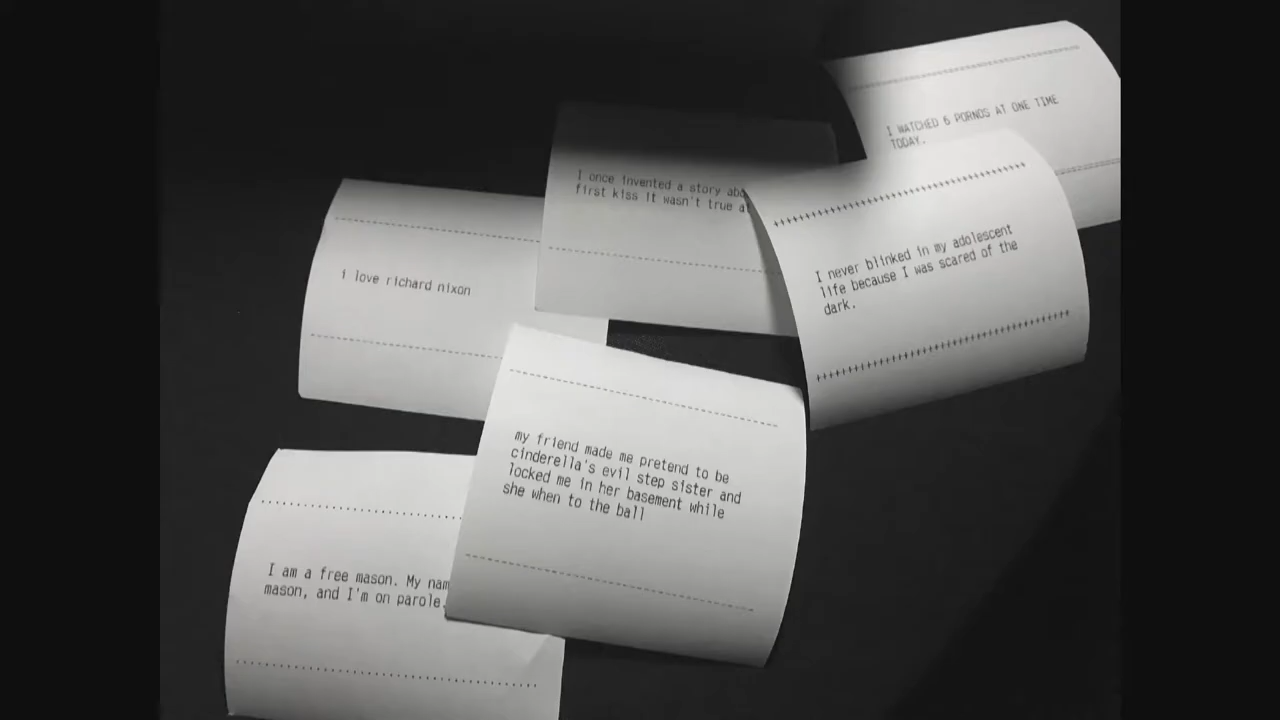 I WATCHED 6 PORNOS AT ONE TIME
TODAY.
I once invented a story
first kiss it wasn't true
I never blinked in my adolescent
life because I was scared of the
dark.
i love richard nixon
my friend made me pretend to be
cinderella's evil step sister and
locked me in her basement while
she when to the ball
I am a free mason. My
mason, and I'm on parole.